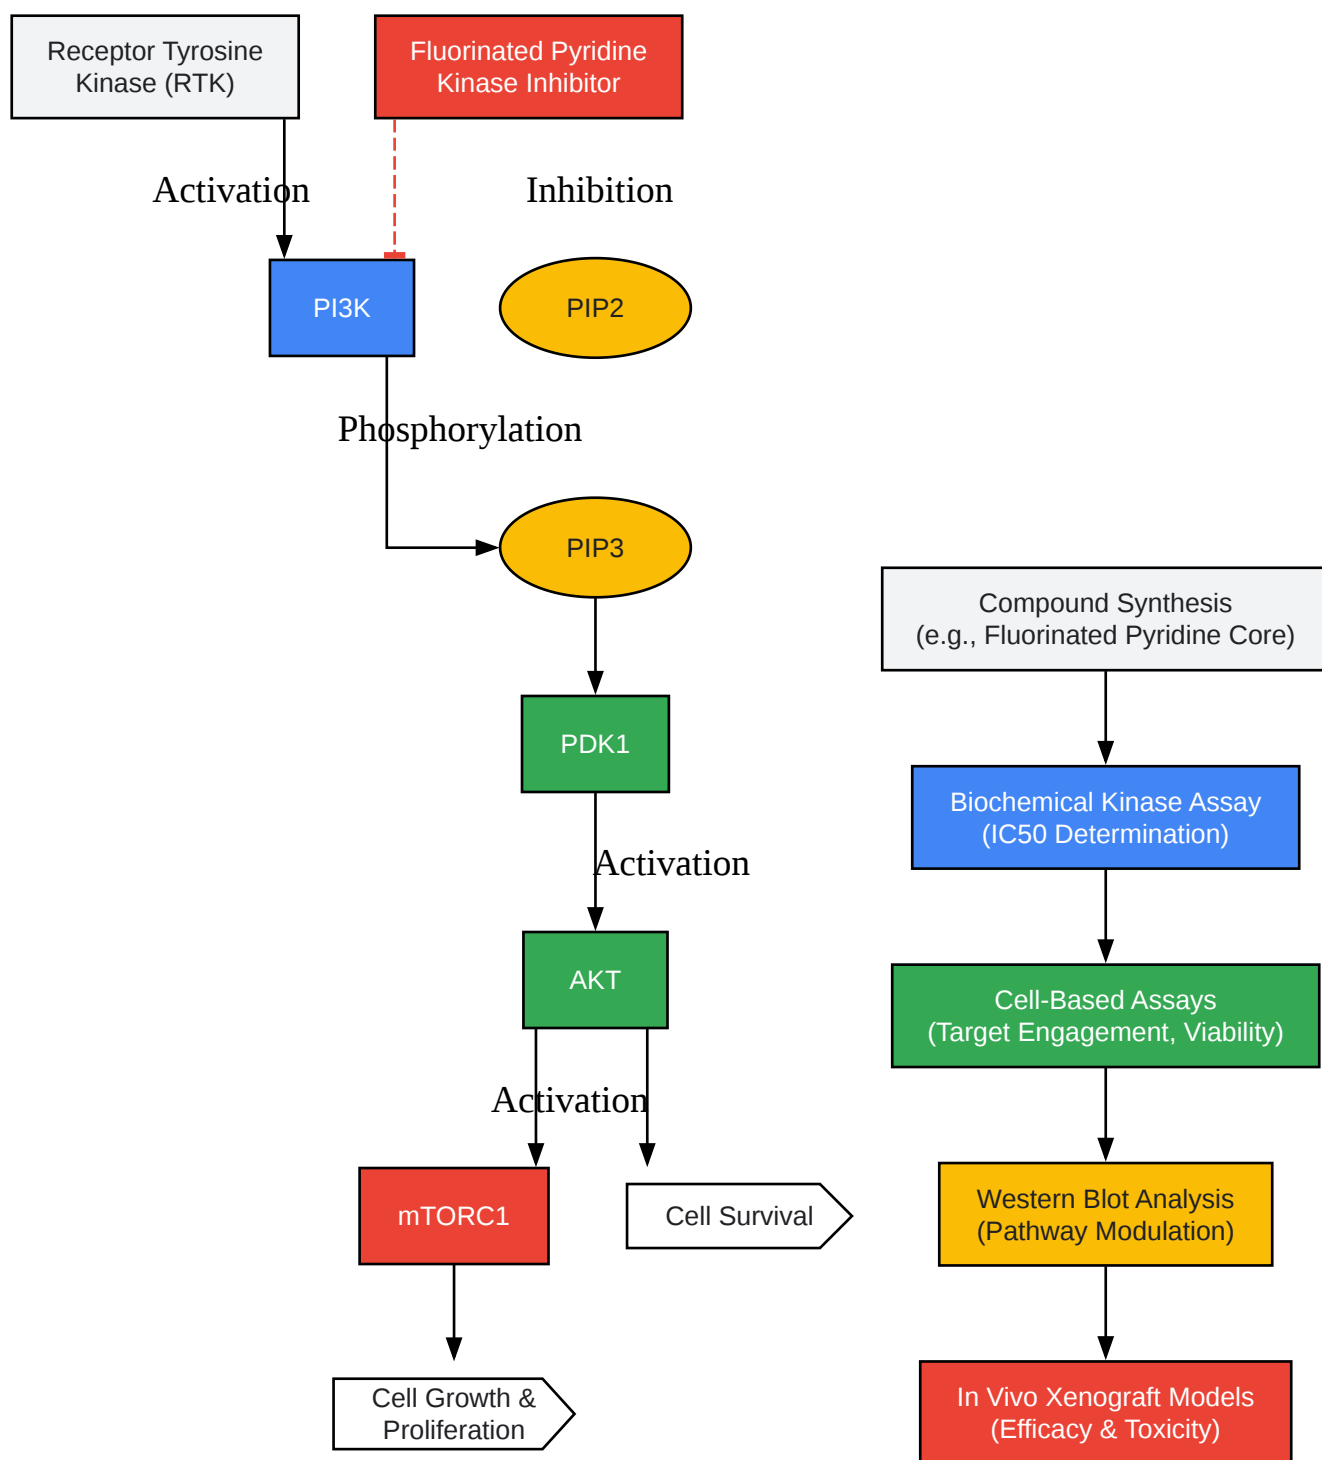 Receptor Tyrosine
Kinase (RTK)
Fluorinated Pyridine
Kinase Inhibitor
Activation
Inhibition
PI3K
PIP2
Phosphorylation
PIP3
PDK1
Activation
AKT
Activation
mTORC1
Cell Survival
Cell Growth &
Proliferation
Compound Synthesis
(e.g., Fluorinated Pyridine Core)
Biochemical Kinase Assay
(IC50 Determination)
Cell-Based Assays
(Target Engagement, Viability)
Western Blot Analysis
(Pathway Modulation)
In Vivo Xenograft Models
(Efficacy & Toxicity)